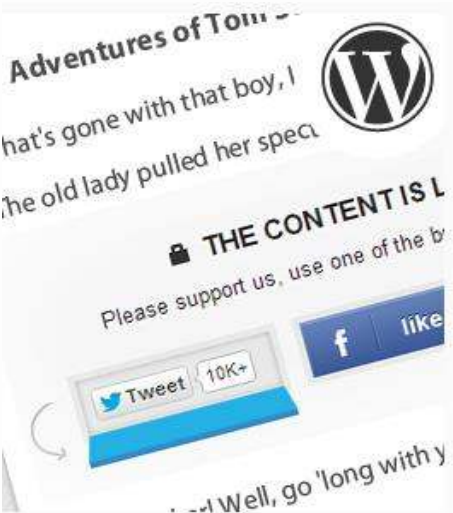 Adventures of Tom
hat's gone with that boy, I
he old lady pulled her spec
THE CONTENT IS L
Please support us, use one of the b
Tweet 10K+
f like
Well, go 'long with y